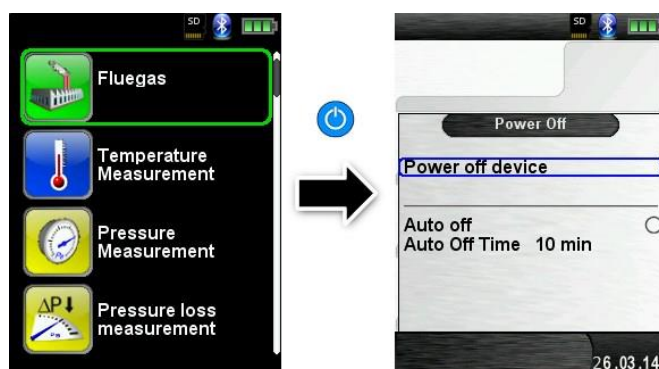 SD
Fluegas
Temperature
Measurement
Pressure
Measurement
ΔP
Pressure loss
measurement
SD
Power Off
Power off device
Auto off
Auto Off Time 10 min
26.03.14